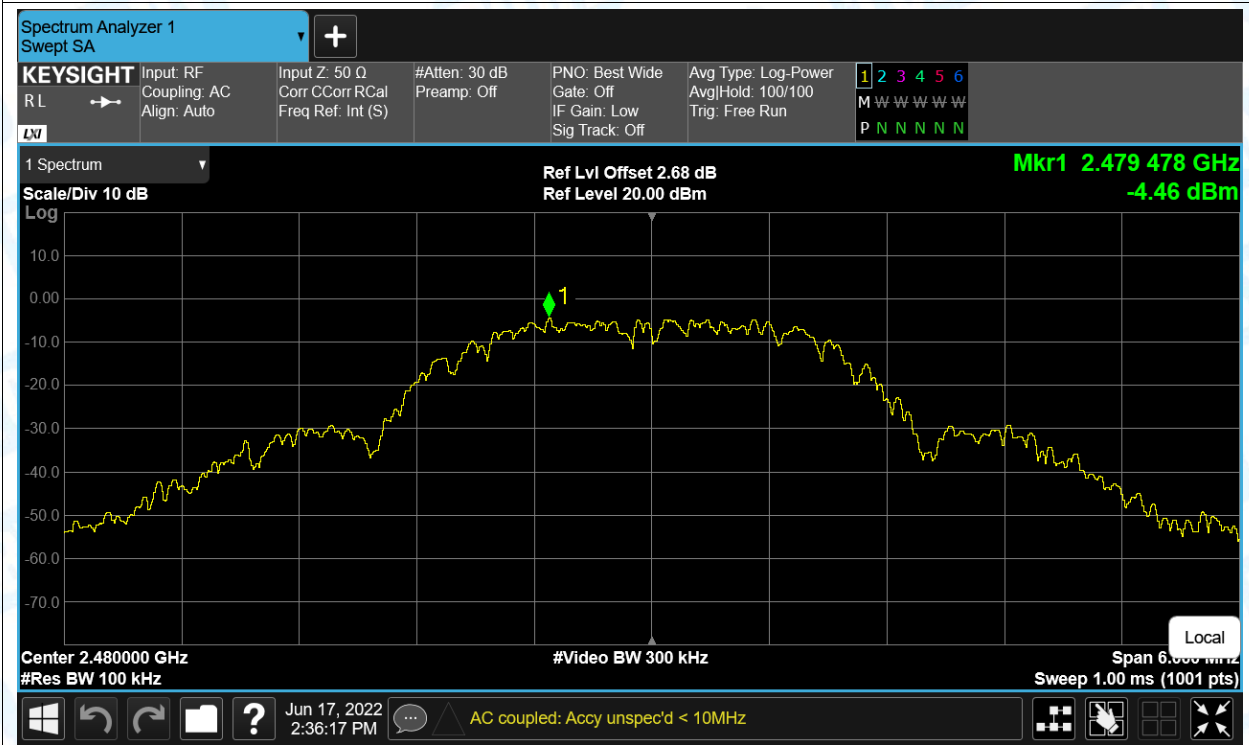 Spectrum Analyzer 1
Swept SA
KEYSIGHT
R L
LXI
Input: RF
Coupling: AC
Align: Auto
Input Z: 50 Ω
Corr CCorr RCal
Freq Ref: Int (S)
#Atten: 30 dB
Preamp: Off
PNO: Best Wide
Gate: Off
IF Gain: Low
Sig Track: Off
Avg Type: Log-Power
Avg|Hold: 100/100
Trig: Free Run
1 2 3 4 5 6
M W W W W W
P N N N N N
1 Spectrum
Scale/Div 10 dB
Log
Ref Lvl Offset 2.68 dB
Ref Level 20.00 dBm
Mkr1 2.479 478 GHz
-4.46 dBm
10.0
0.00
-10.0
-20.0
-30.0
-40.0
-50.0
-60.0
-70.0
1
Local
Center 2.480000 GHz
#Video BW 300 kHz
Span 6.000 MHz
#Res BW 100 kHz
Sweep 1.00 ms (1001 pts)
?
Jun 17, 2022
2:36:17 PM
AC coupled: Accy unspec'd < 10MHz